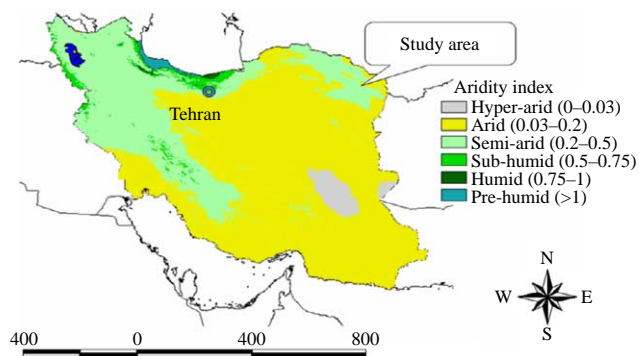 Study area
Tehran
Aridity index
Hyper-arid (0–0.03)
Arid (0.03–0.2)
Semi-arid (0.2–0.5)
Sub-humid (0.5–0.75)
Humid (0.75–1)
Pre-humid (>1)
N
W E
S
400 0 400 800